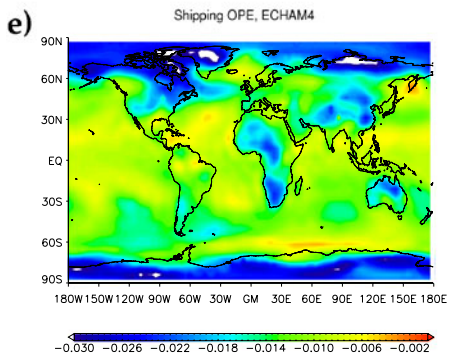 Shipping OPE, ECHAM4
e)
90N
60N
30N
EQ
30S
60S
90S
180W 150W 120W 90W 60W 30W GM 30E 60E 90E 120E 150E 180E
−0.030 −0.026 −0.022 −0.018 −0.014 −0.010 −0.006 0.002